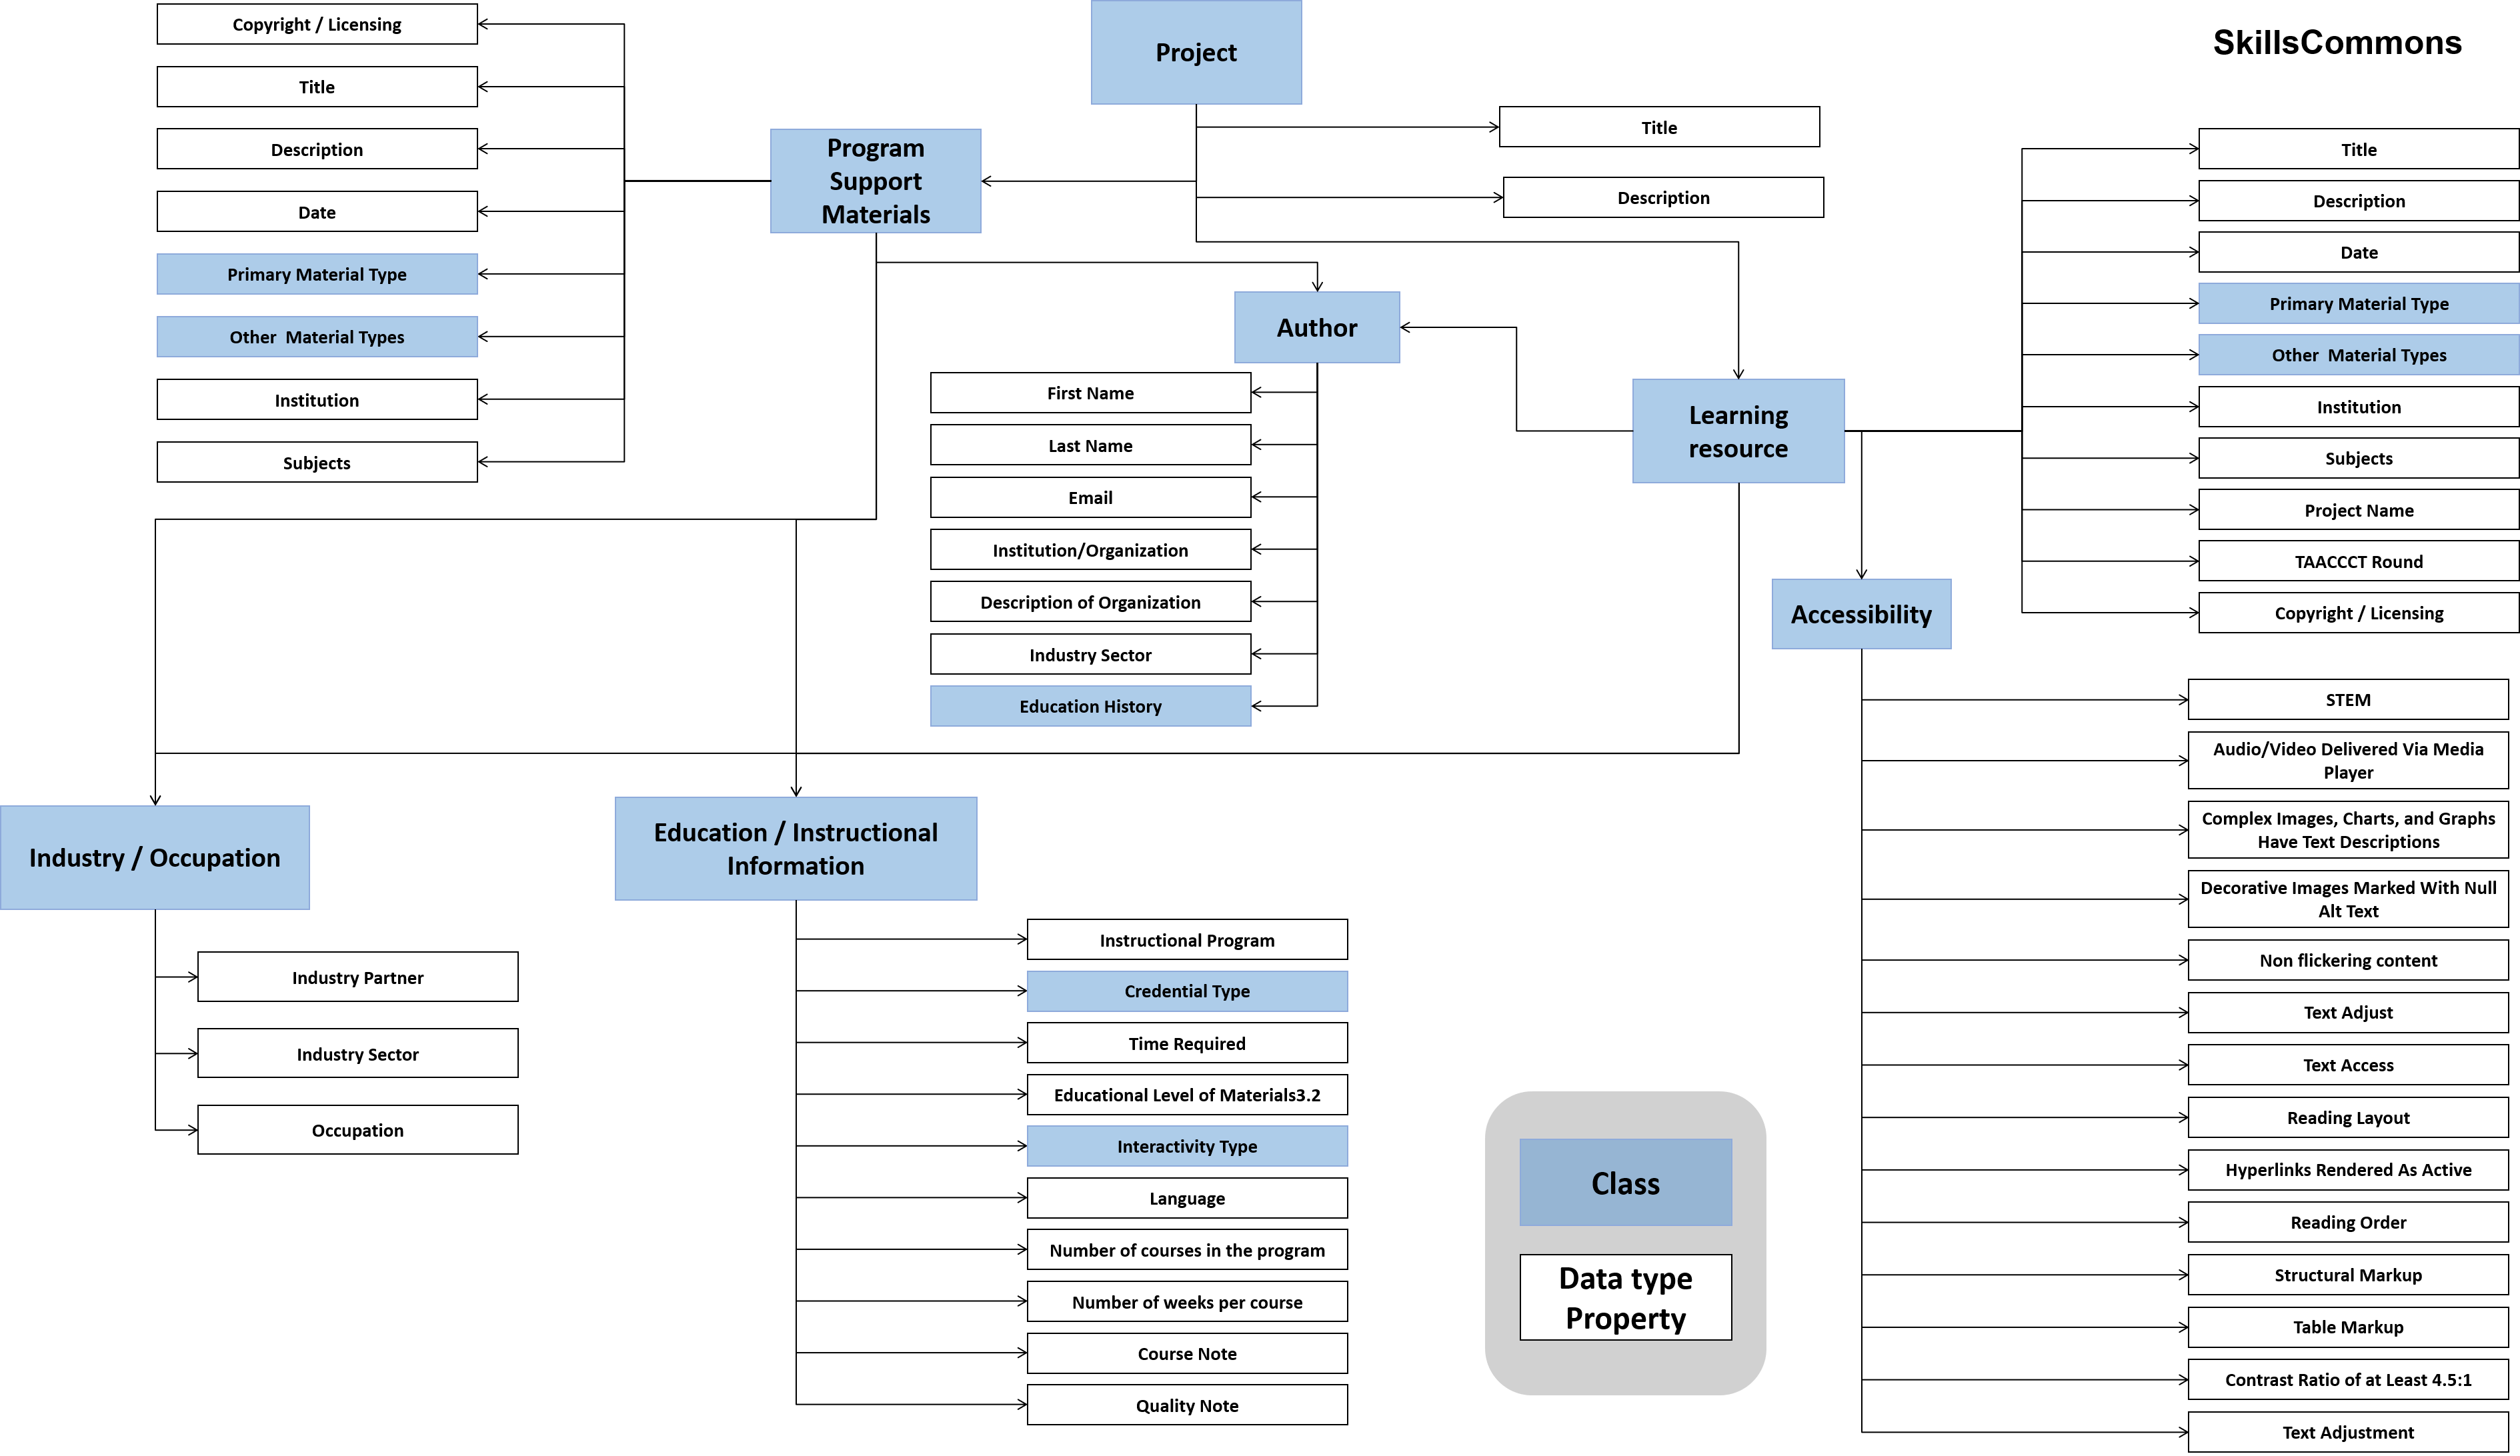 SkillsCommons
Project
Title
Description
Program
Support
Materials
Copyright / Licensing
Title
Description
Date
Primary Material Type
Other  Material Types
Institution
Subjects
Author
First Name
Last Name
Email
Institution/Organization
Description of Organization
Industry Sector
Education History
Learning
resource
Title
Description
Date
Primary Material Type
Other  Material Types
Institution
Subjects
Project Name
TAACCCT Round
Copyright / Licensing
Accessibility
STEM
Audio/Video Delivered Via Media
Player
Complex Images, Charts, and Graphs
Have Text Descriptions
Decorative Images Marked With Null
Alt Text
Non flickering content
Text Adjust
Text Access
Reading Layout
Hyperlinks Rendered As Active
Reading Order
Structural Markup
Table Markup
Contrast Ratio of at Least 4.5:1
Text Adjustment
Industry / Occupation
Industry Partner
Industry Sector
Occupation
Education / Instructional
Information
Instructional Program
Credential Type
Time Required
Educational Level of Materials3.2
Interactivity Type
Language
Number of courses in the program
Number of weeks per course
Course Note
Quality Note
Class
Data type
Property